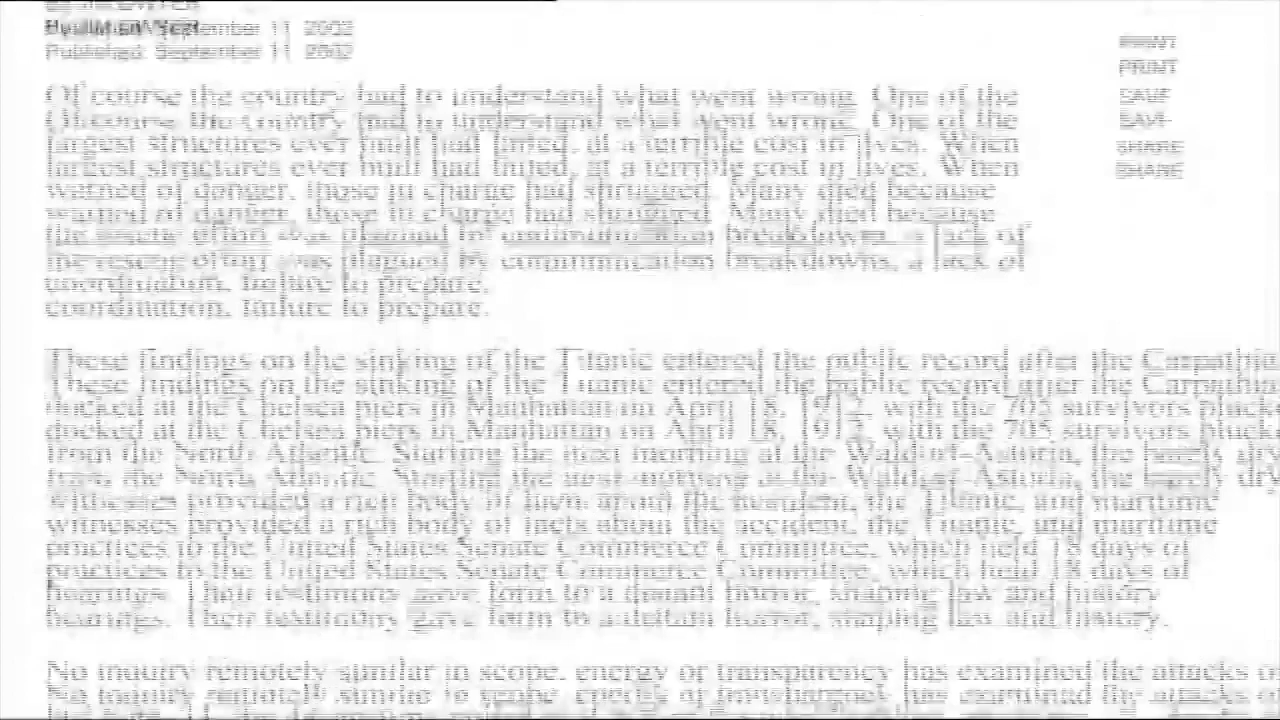 Published: September 11, 2002
PRINT
Of course the country had to understand what went wrong. One of the
largest structures ever built had failed, at a terrible cost in lives. When
warned of danger, those in charge had shrugged. Many died because
the rescue effort was plagued by communication breakdowns, a lack of
coordination, failure to prepare.
These findings on the sinking of the Titanic entered the public record after the Carpathia
docked at the Chelsea piers in Manhattan on April 18, 1912, with the 705 survivors
from the North Atlantic. Starting the next morning at the Waldorf-Astoria, the barely dry
witnesses provided a rich body of facts about the accident, the Titanic, and maritime
practices to the United States Senate Commerce Committee, which held 18 days of
hearings. Their testimony gave form to a distant horror, shaping law and history.
No inquiry remotely similar in scope, energy or transparency has examined the attacks